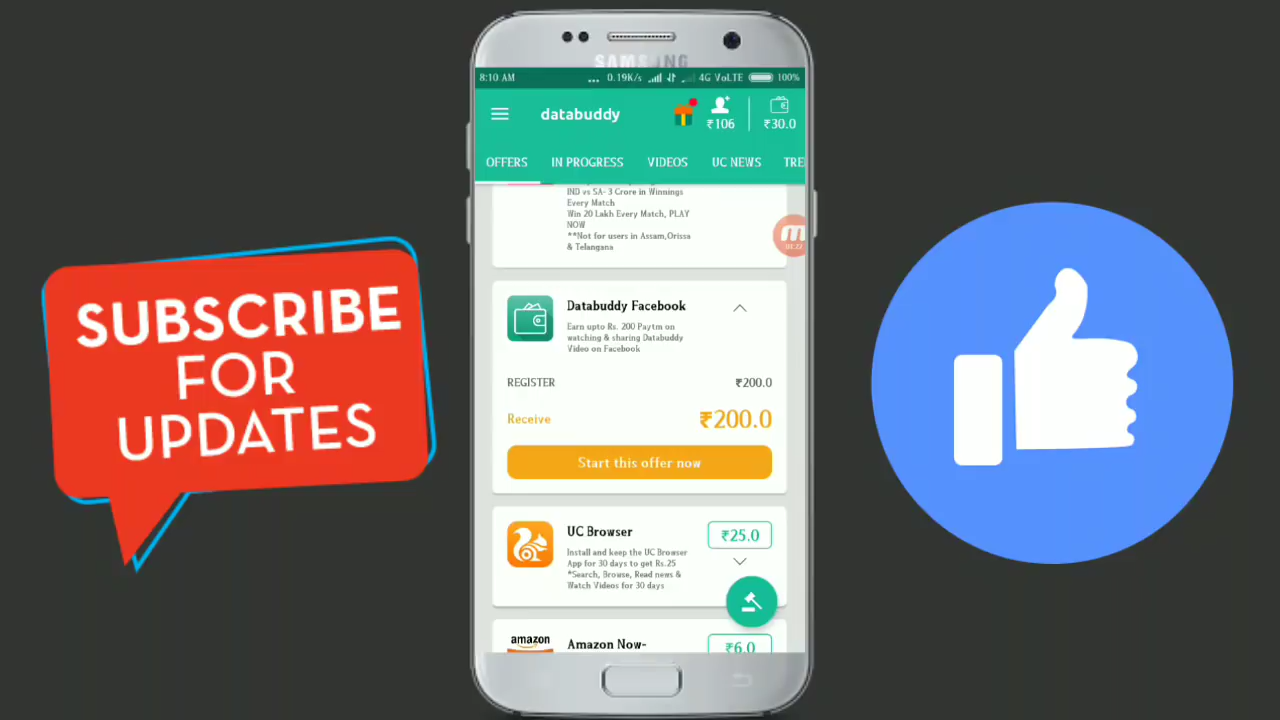 SAMSUNG
8:10 AM ... 0.19K/s 4G VoLTE 100%
databuddy ₹106 ₹30.0
OFFERS IN PROGRESS VIDEOS UC NEWS TRE
IND vs SA- 3 Crore in Winnings
Every Match
Win 20 Lakh Every Match, PLAY
NOW
**Not for users in Assam,Orissa
& Telangana
SUBSCRIBE
FOR
UPDATES
Databuddy Facebook
Earn upto Rs. 200 Paytm on
watching & sharing Databuddy
Video on Facebook
REGISTER ₹200.0
Receive ₹200.0
Start this offer now
UC Browser ₹25.0
Install and keep the UC Browser
App for 30 days to get Rs.25
*Search, Browse, Read news &
Watch Videos for 30 days
amazon Amazon Now- ₹6.0